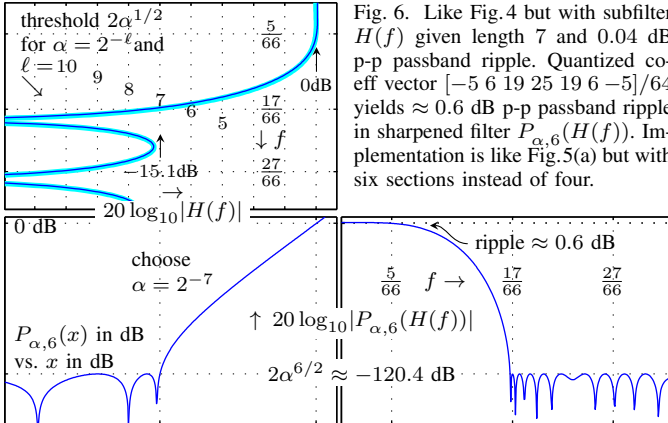 threshold 2α^{1/2}
for α = 2^{−ℓ} and
ℓ = 10
9
8
7
6
5
5/66
0dB
17/66
↓ f
27/66
−15.1dB
→
20 log₁₀|H(f)|
Fig. 6. Like Fig. 4 but with subfilter
H(f) given length 7 and 0.04 dB
p-p passband ripple. Quantized co-
eff vector [−5 6 19 25 19 6 −5]/64
yields ≈ 0.6 dB p-p passband ripple
in sharpened filter P_{α,6}(H(f)). Im-
plementation is like Fig. 5(a) but with
six sections instead of four.
0 dB
choose
α = 2^{−7}
P_{α,6}(x) in dB
vs. x in dB
ripple ≈ 0.6 dB
5/66 f → 17/66 27/66
↑ 20 log₁₀|P_{α,6}(H(f))|
2α^{6/2} ≈ −120.4 dB